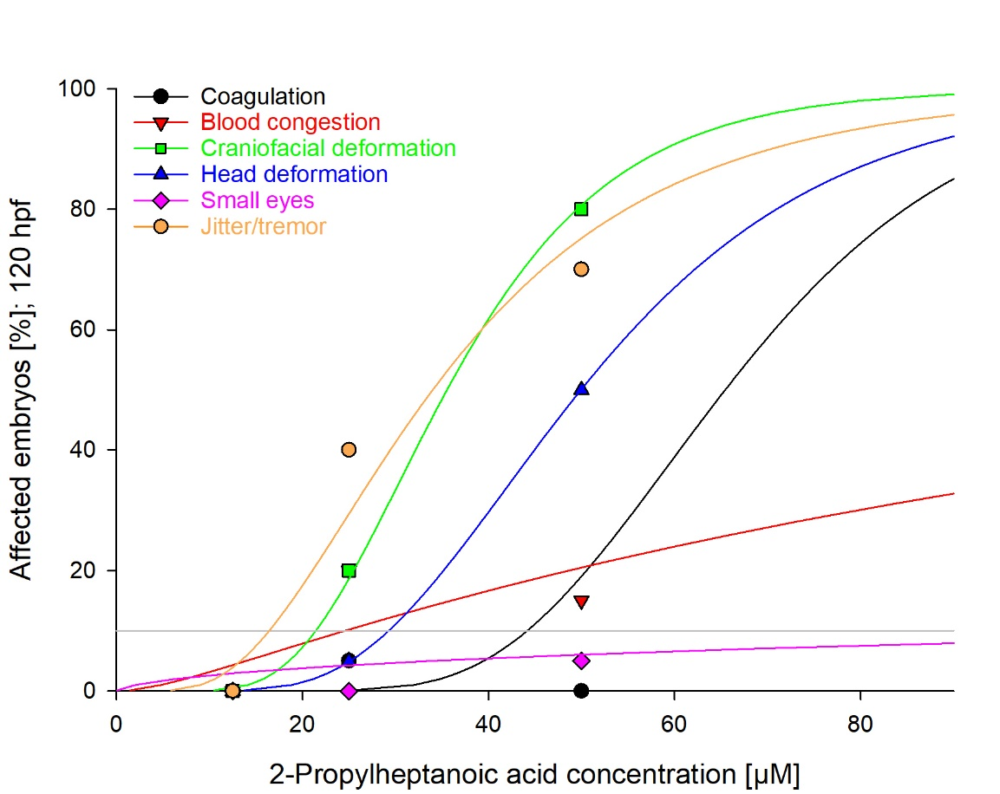 Coagulation
Blood congestion
Craniofacial deformation
Head deformation
Small eyes
Jitter/tremor
Affected embryos [%]; 120 hpf
100
80
60
40
20
0
0 20 40 60 80
2-Propylheptanoic acid concentration [µM]